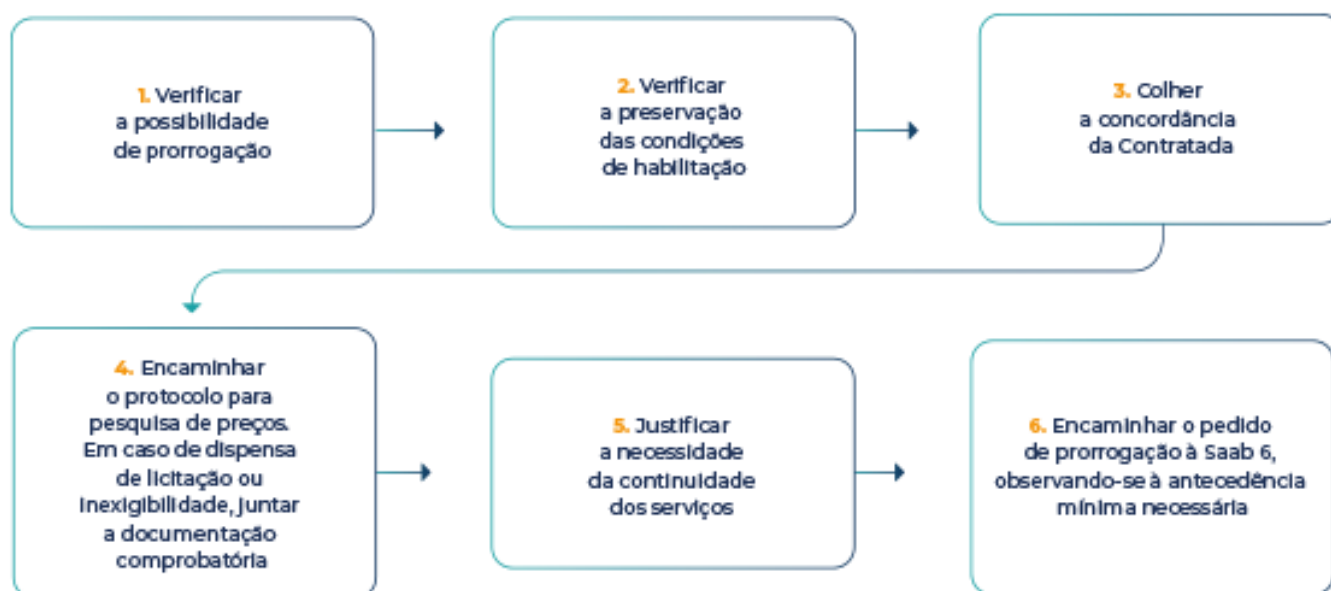 1. Verificar
a possibilidade
de prorrogação
2. Verificar
a preservação
das condições
de habilitação
3. Colher
a concordância
da Contratada
4. Encaminhar
o protocolo para
pesquisa de preços.
Em caso de dispensa
de licitação ou
inexigibilidade, juntar
a documentação
comprobatória
5. Justificar
a necessidade
da continuidade
dos serviços
6. Encaminhar o pedido
de prorrogação à Saab 6,
observando-se à antecedência
mínima necessária